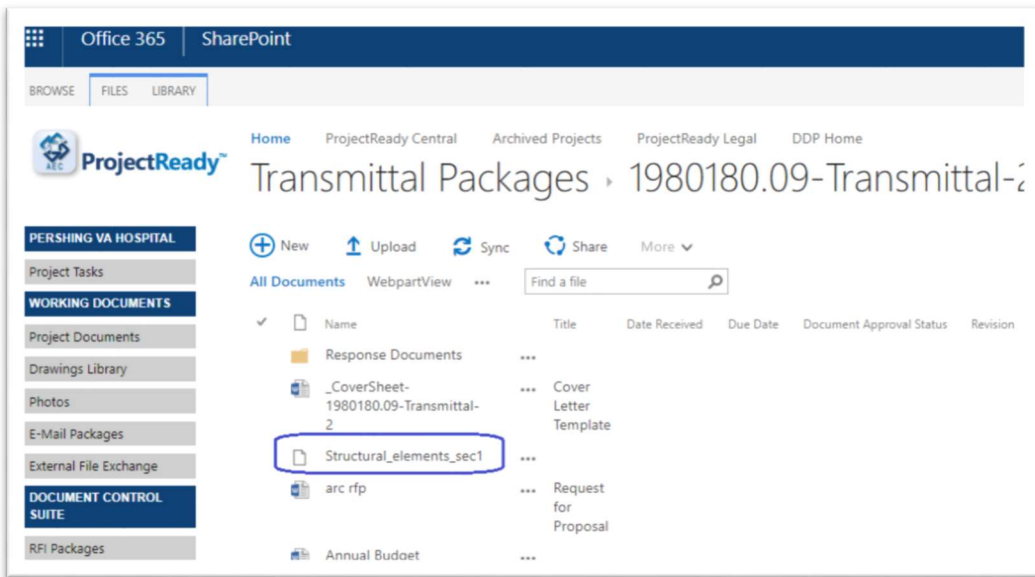 Office 365 SharePoint
BROWSE FILES LIBRARY
AEC
ProjectReady™
Home ProjectReady Central Archived Projects ProjectReady Legal DDP Home
Transmittal Packages 1980180.09-Transmittal-2
PERSHING VA HOSPITAL
Project Tasks
WORKING DOCUMENTS
Project Documents
Drawings Library
Photos
E-Mail Packages
External File Exchange
DOCUMENT CONTROL
SUITE
RFI Packages
New Upload Sync Share More
All Documents WebpartView ••• Find a file
Name Title Date Received Due Date Document Approval Status Revision
Response Documents •••
_CoverSheet- ••• Cover
1980180.09-Transmittal- Letter
2 Template
Structural_elements_sec1 •••
arc rfp ••• Request
for
Proposal
Annual Budget •••